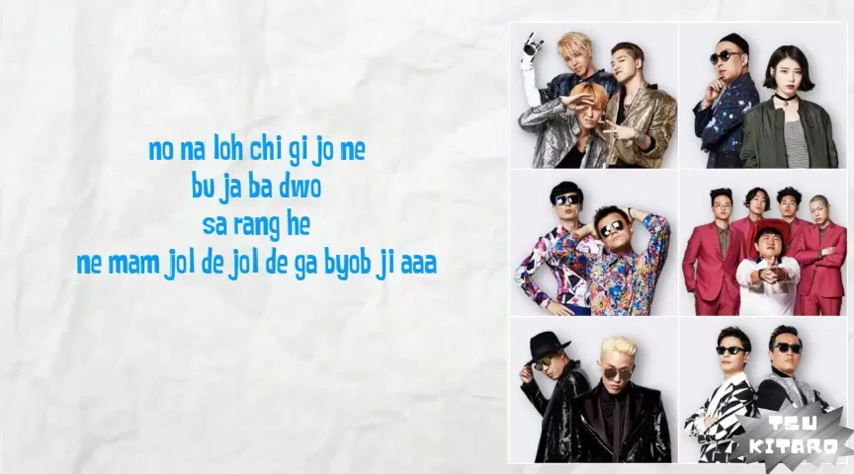 no na loh chi gi jo ne
bu ja ba dwo
sa rang he
ne mam jol de jol de ga byob ji aaa
TSU
KITARO